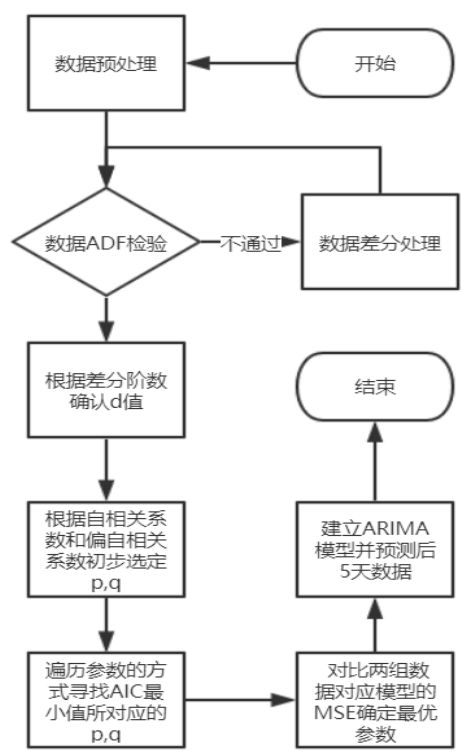 开始
数据预处理
数据ADF检验
不通过
数据差分处理
根据差分阶数
确认d值
根据自相关系
数和偏自相关
系数初步选定
p,q
遍历参数的方
式寻找AIC最
小值所对应的
p,q
对比两组数
据对应模型的
MSE确定最优
参数
建立ARIMA
模型并预测后
5天数据
结束